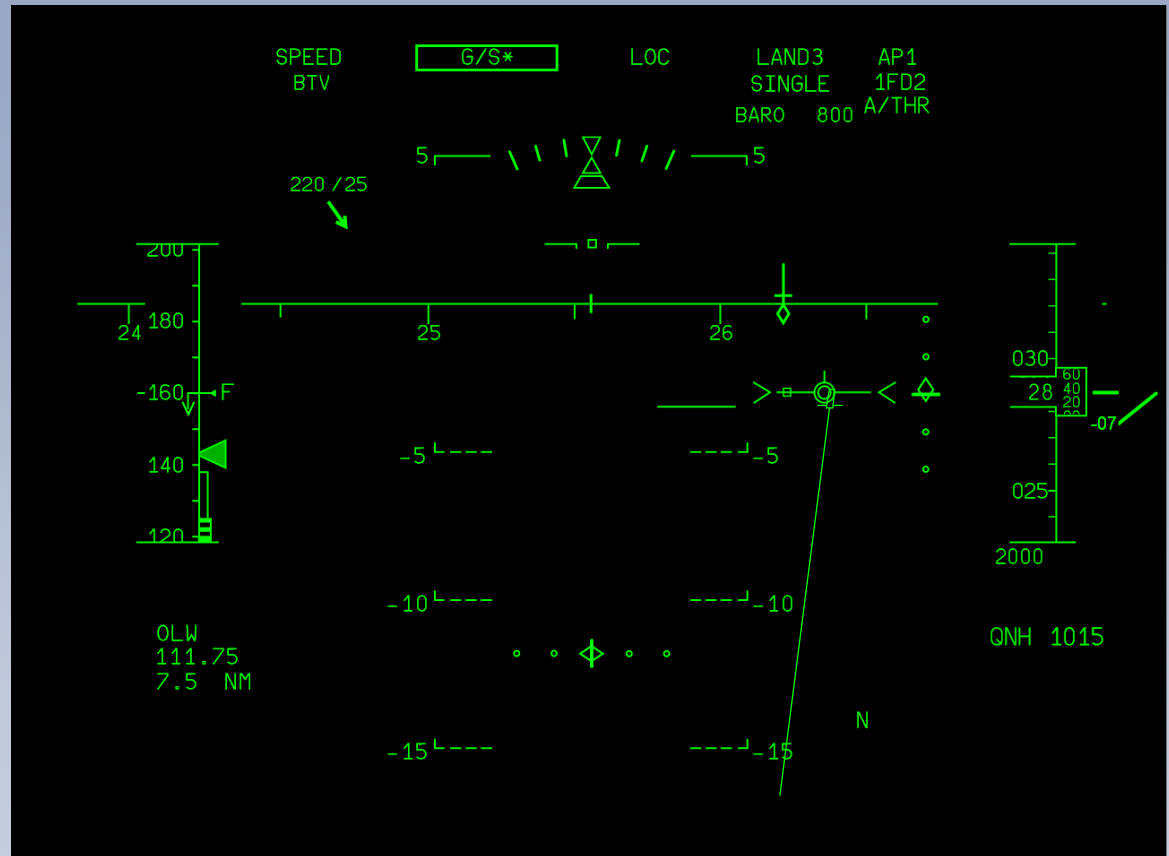 SPEED G/S* LOC LAND3 AP1
BTV SINGLE 1FD2
BARO 800 A/THR
5 5
220/25
200
180
-160 F
140
120
24 25 26
-5 -5
-10 -10
-15 -15
030
28
60
40
20
00
-07
025
2000
OLW
111.75
7.5 NM
QNH 1015
N